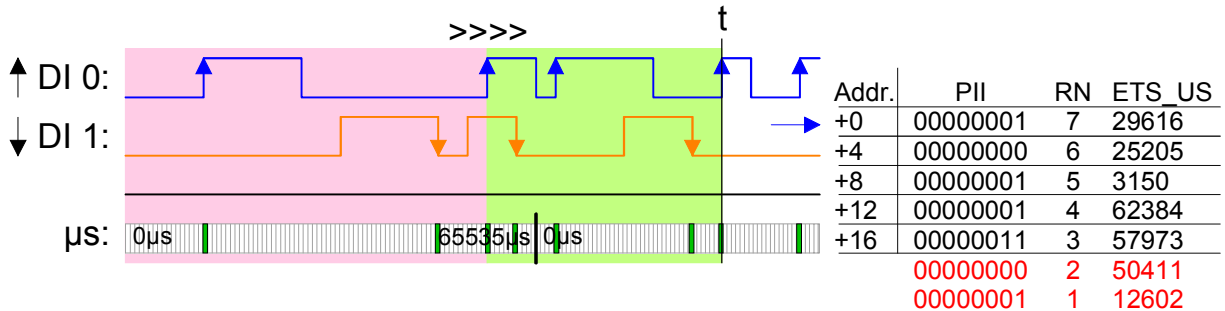 >>>>
t
DI 0:
DI 1:
µs: 0µs 65535µs 0µs
Addr. PII RN ETS_US
+0 00000001 7 29616
+4 00000000 6 25205
+8 00000001 5 3150
+12 00000001 4 62384
+16 00000011 3 57973
00000000 2 50411
00000001 1 12602